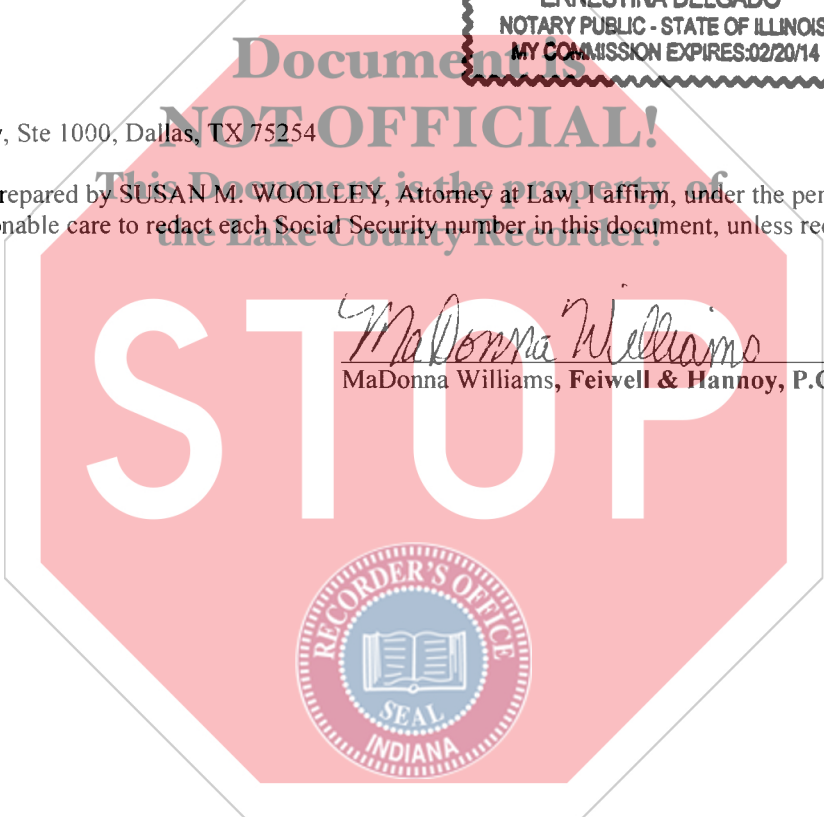 ERNESTINA DELGADO
NOTARY PUBLIC - STATE OF ILLINOIS
MY COMMISSION EXPIRES:02/20/14
Document is
NOT OFFICIAL!
This Document is the property of
the Lake County Recorder!
, Ste 1000, Dallas, TX 75254
repared by SUSAN M. WOOLLEY, Attorney at Law. I affirm, under the
onable care to redact each Social Security number in this document, unless
MaDonna Williams
MaDonna Williams, Feiwell & Hannoy, P.C
STOP
RECORDER'S OFFICE
SEAL
INDIANA